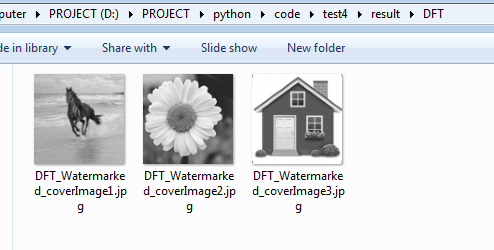 puter ▸ PROJECT (D:) ▸ PROJECT ▸ python ▸ code ▸ test4 ▸ result ▸ DFT
de in library ▾ Share with ▾ Slide show New folder
DFT_Watermarke
d_coverImage1.jp
g
DFT_Watermarke
d_coverImage2.jp
g
DFT_Watermarke
d_coverImage3.jp
g